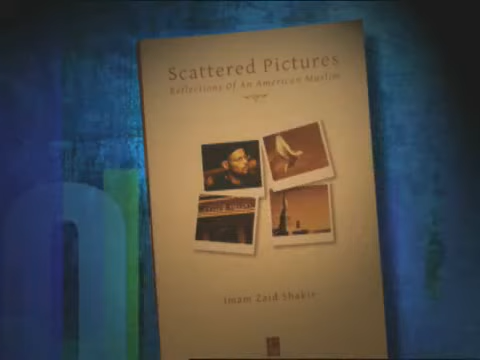 Scattered Pictures
Reflections Of An American Muslim
Imam Zaid Shakir